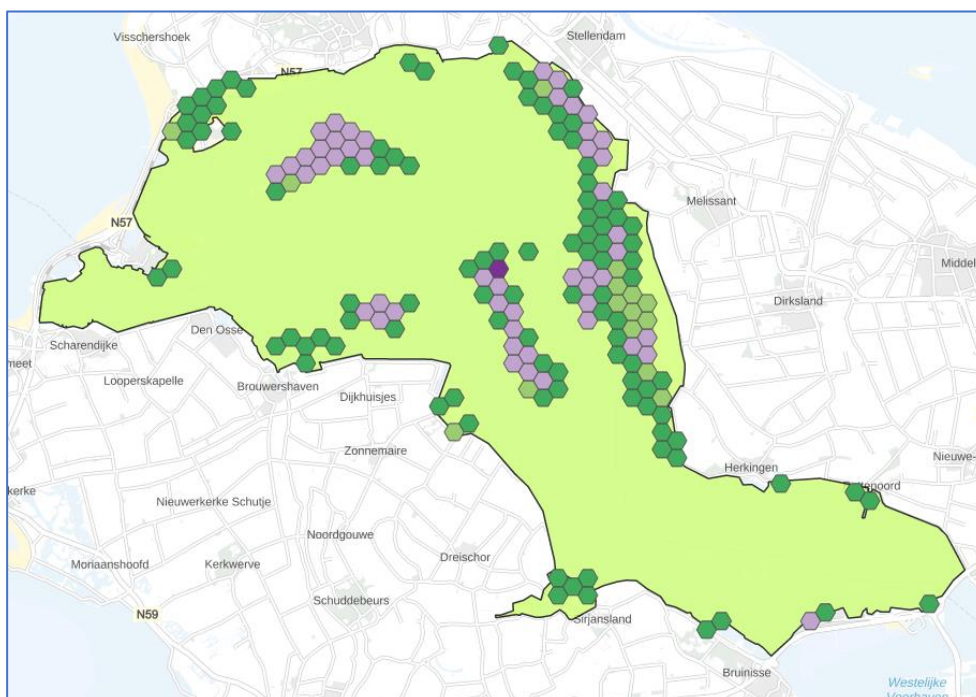 Visschershoek
Stellendam
N57
Melissant
N57
Middel
Dirksland
Den Osse
Scharendijke
meet
Looperskapelle
Brouwershaven
Dijkhuisjes
Zonnemaire
Herkingen
Nieuwe-
kerke
Nieuwerkerke Schutje
Noordgouwe
Dreischor
Moriaanshoofd
Kerkwerve
Schuddebeurs
N59
Sirjansland
Bruinisse
Westelijke